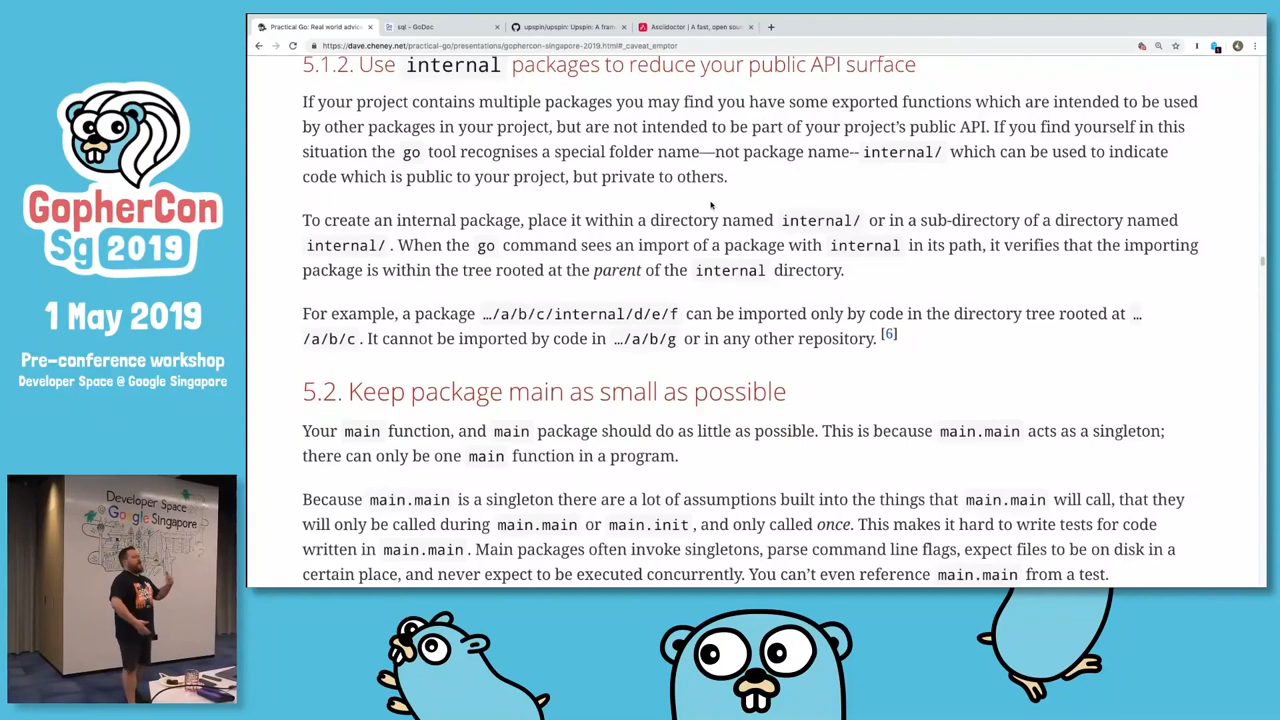 Practical Go: Real world advic
sql - GoDoc
upspin/upspin: Upspin: A fram
Asciidoctor | A fast, open sour
https://dave.cheney.net/practical-go/presentations/gophercon-singapore-2019.html#_caveat_emptor
5.1.2. Use internal packages to reduce your public API surface
If your project contains multiple packages you may find you have some exported functions which are intended to be used
by other packages in your project, but are not intended to be part of your project’s public API. If you find yourself in this
situation the go tool recognises a special folder name—not package name-- internal/ which can be used to indicate
code which is public to your project, but private to others.
To create an internal package, place it within a directory named internal/ or in a sub-directory of a directory named
internal/. When the go command sees an import of a package with internal in its path, it verifies that the importing
package is within the tree rooted at the parent of the internal directory.
For example, a package …/a/b/c/internal/d/e/f can be imported only by code in the directory tree rooted at …
/a/b/c. It cannot be imported by code in …/a/b/g or in any other repository. [6]
5.2. Keep package main as small as possible
Your main function, and main package should do as little as possible. This is because main.main acts as a singleton;
there can only be one main function in a program.
Because main.main is a singleton there are a lot of assumptions built into the things that main.main will call, that they
will only be called during main.main or main.init, and only called once. This makes it hard to write tests for code
written in main.main. Main packages often invoke singletons, parse command line flags, expect files to be on disk in a
certain place, and never expect to be executed concurrently. You can’t even reference main.main from a test.
GopherCon
Sg 2019
1 May 2019
Pre-conference workshop
Developer Space @ Google Singapore
Developer Space
@ Google Singapore